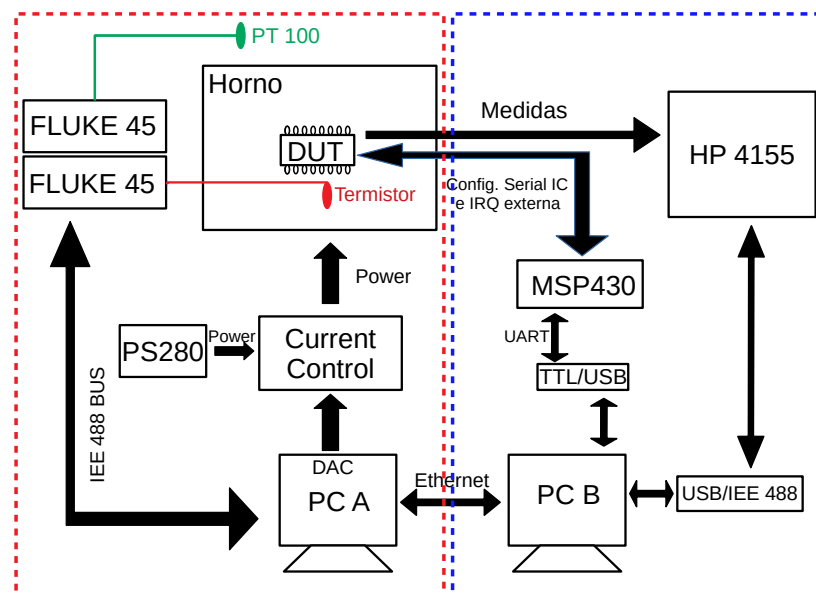 PT 100
Horno
FLUKE 45
FLUKE 45
DUT
Termistor
Medidas
HP 4155
Config. Serial IC
e IRQ externa
MSP430
Power
UART
Power
PS280
Current
Control
TTL/USB
IEE 488 BUS
DAC
PC A
Ethernet
PC B
USB/IEE 488